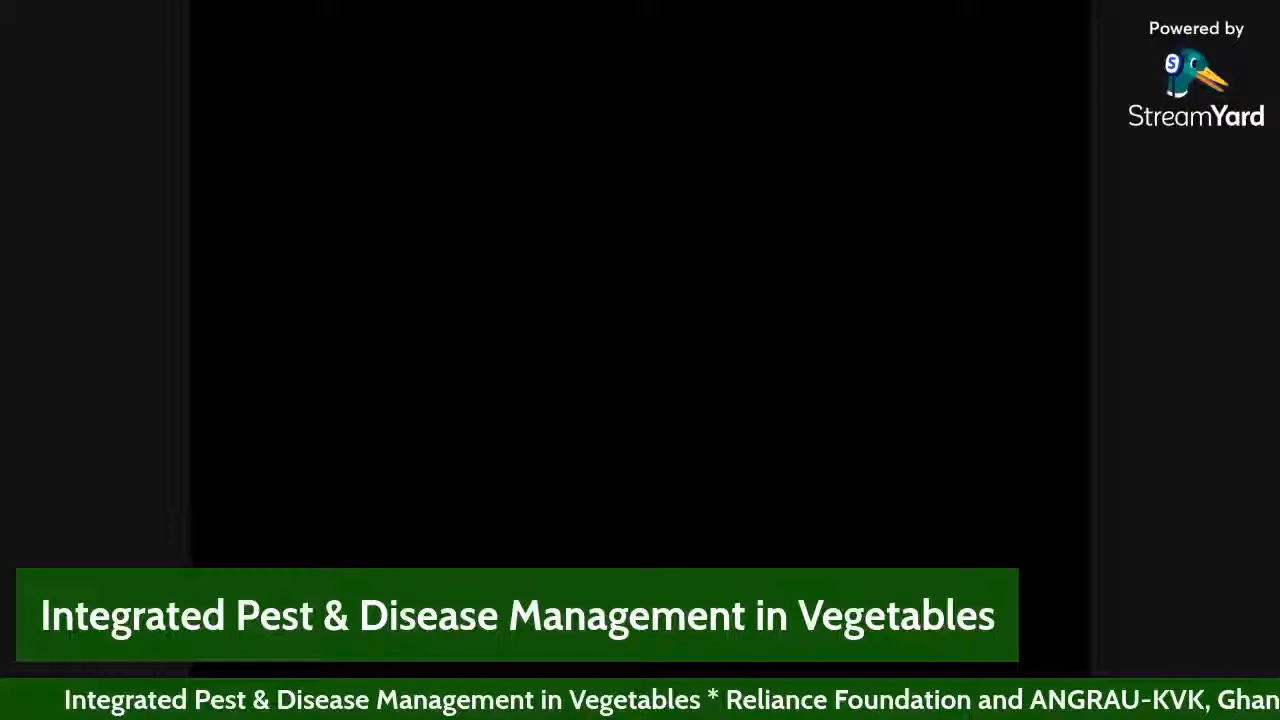 Powered by
StreamYard
Integrated Pest & Disease Management in Vegetables
Integrated Pest & Disease Management in Vegetables * Reliance Foundation and ANGRAU-KVK, Ghan